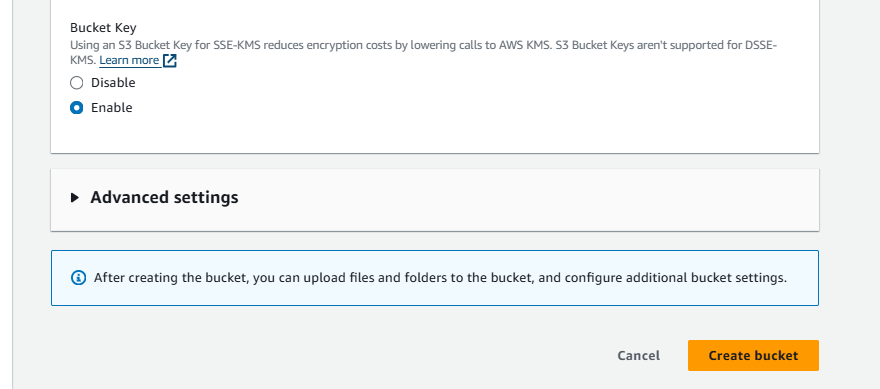 Bucket Key
Using an S3 Bucket Key for SSE-KMS reduces encryption costs by lowering calls to AWS KMS. S3 Bucket Keys aren't supported for DSSE-
KMS. Learn more
Disable
Enable
Advanced settings
After creating the bucket, you can upload files and folders to the bucket, and configure additional bucket settings.
Cancel
Create bucket